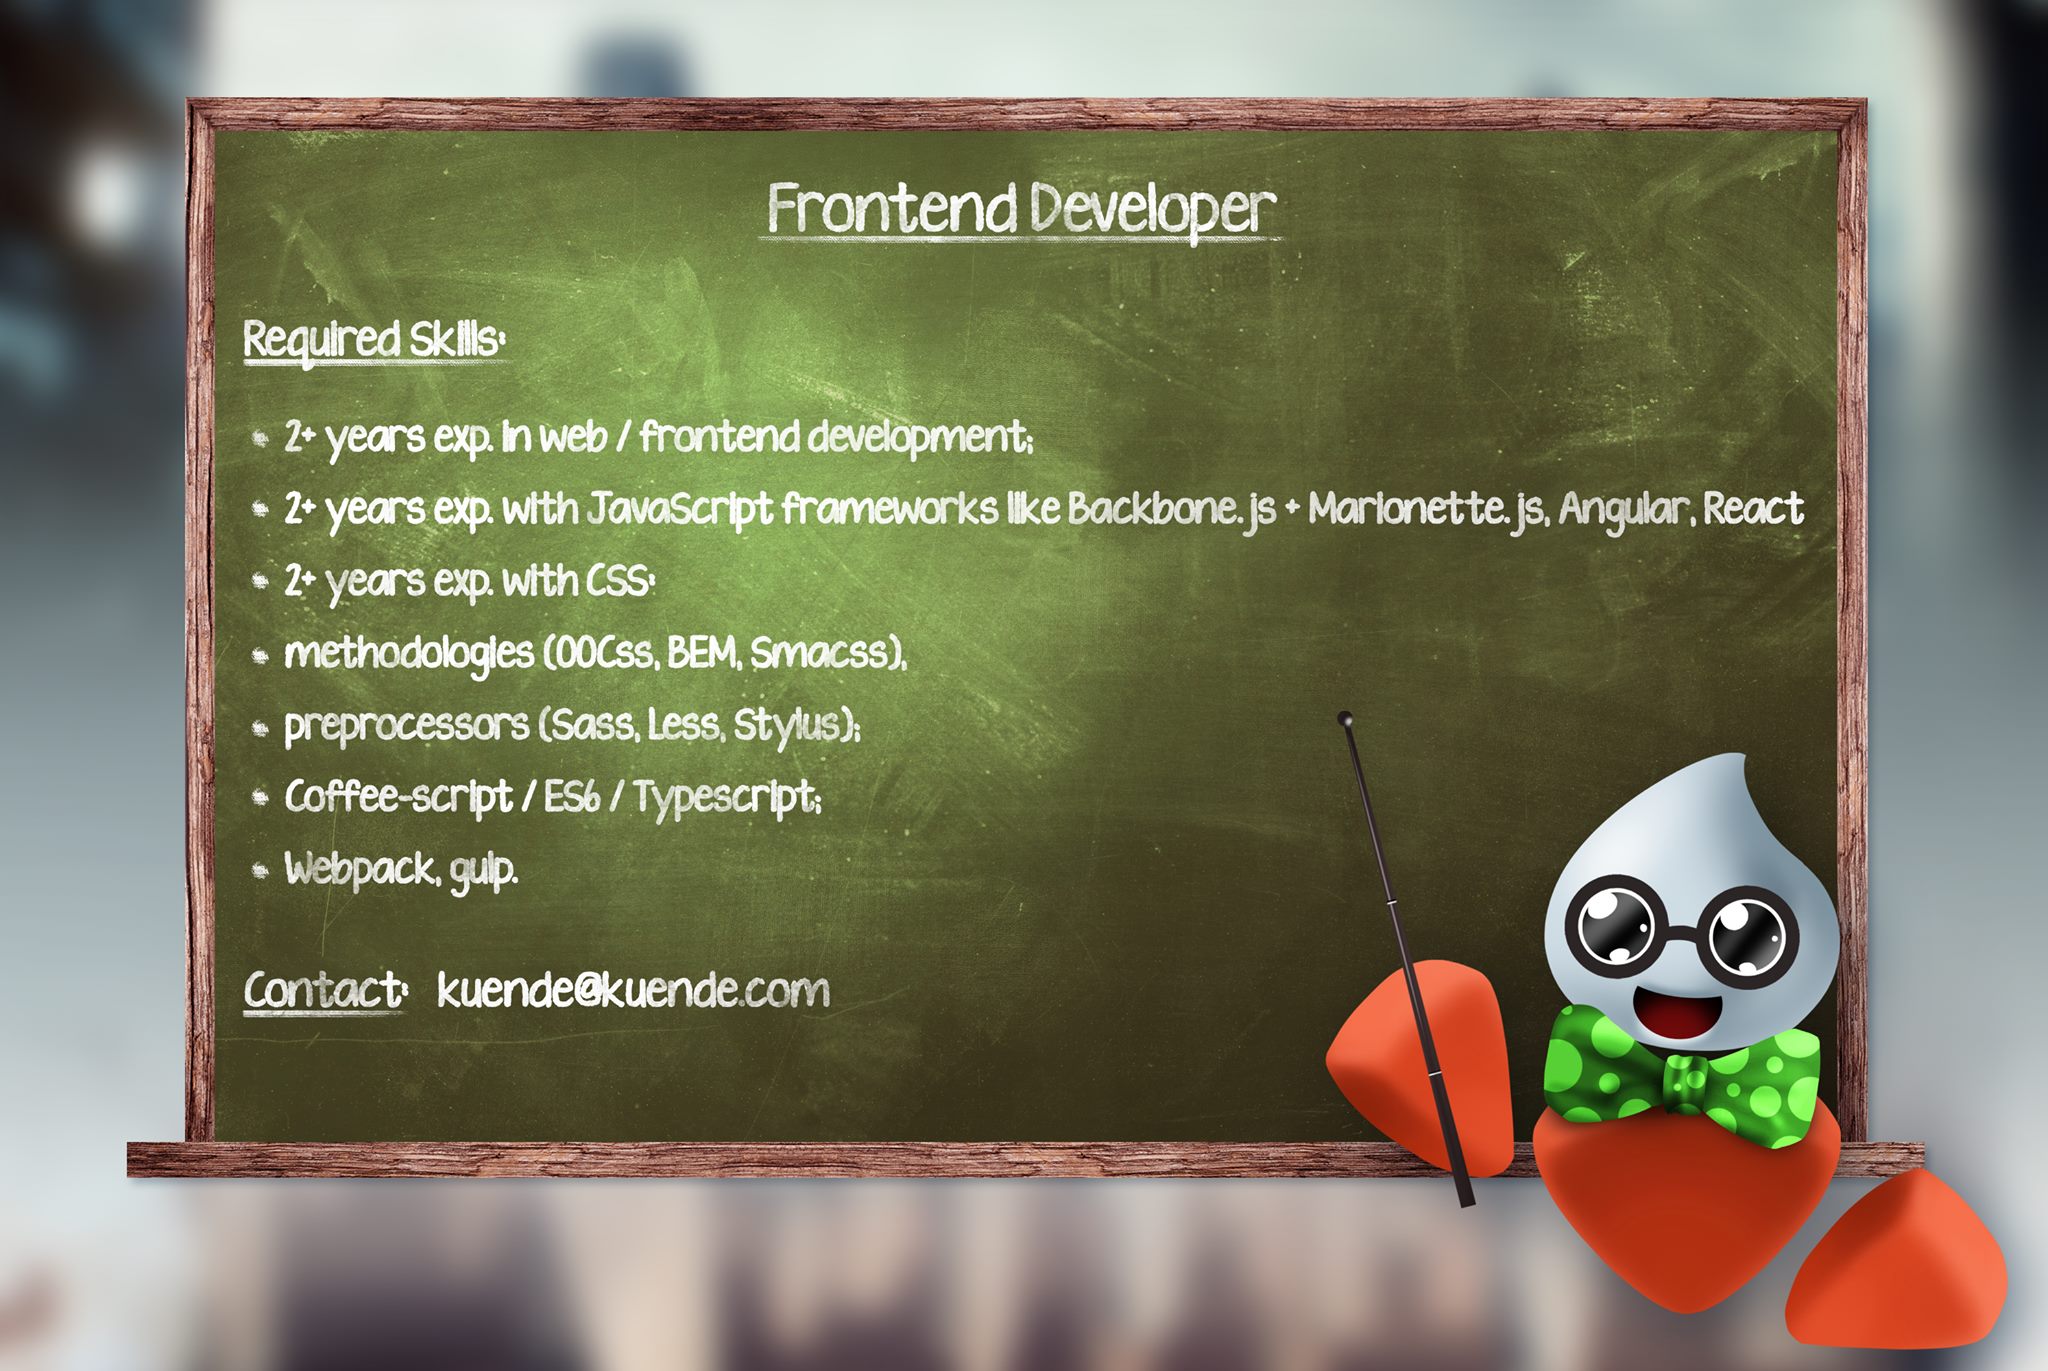 Frontend Developer
Required Skills:
• 2+ years exp. in web / frontend development;
• 2+ years exp. with JavaScript frameworks like Backbone.js + Marionette.js, Angular, React
• 2+ years exp. with CSS:
• methodologies (OOCss, BEM, Smacss),
• preprocessors (Sass, Less, Stylus);
• Coffee-script / ES6 / Typescript;
• Webpack, gulp.
Contact: kuende@kuende.com